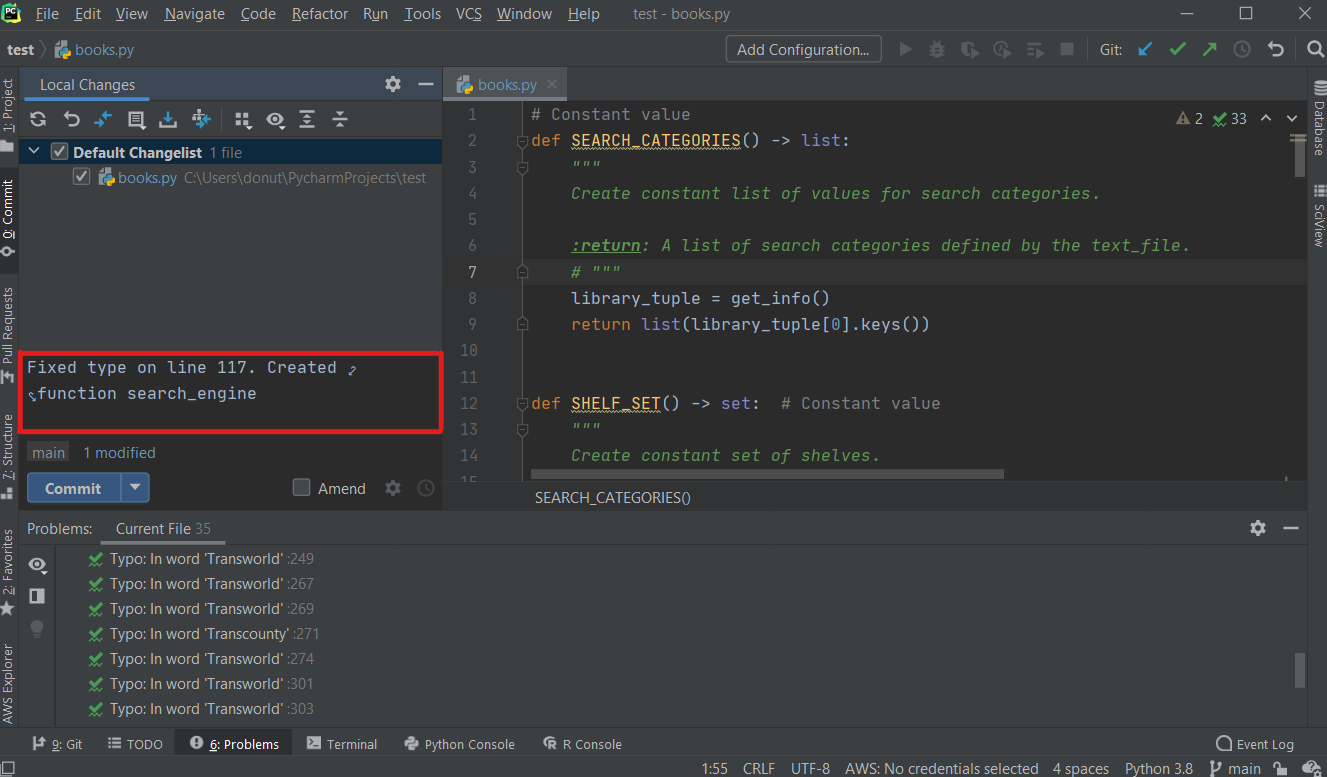 PC File Edit View Navigate Code Refactor Run Tools VCS Window Help test - books.py
test books.py Add Configuration... Git:
Local Changes
books.py
1: Project
0: Commit
Pull Requests
7: Structure
2: Favorites
AWS Explorer
Default Changelist 1 file
books.py C:\Users\donut\PycharmProjects\test
Fixed type on line 117. Created
function search_engine
main 1 modified
Commit Amend
2 33
1 # Constant value
2 def SEARCH_CATEGORIES() -> list:
3 """
4 Create constant list of values for search categories.
5
6 :return: A list of search categories defined by the text_file.
7 # """
8 library_tuple = get_info()
9 return list(library_tuple[0].keys())
10
11
12 def SHELF_SET() -> set: # Constant value
13 """
14 Create constant set of shelves.
15
SEARCH_CATEGORIES()
Database
SciView
Problems: Current File 35
Typo: In word 'Transworld' :249
Typo: In word 'Transworld' :267
Typo: In word 'Transworld' :269
Typo: In word 'Transcounty' :271
Typo: In word 'Transworld' :274
Typo: In word 'Transworld' :301
Typo: In word 'Transworld' :303
9: Git TODO 6: Problems Terminal Python Console R Console Event Log
1:55 CRLF UTF-8 AWS: No credentials selected 4 spaces Python 3.8 main